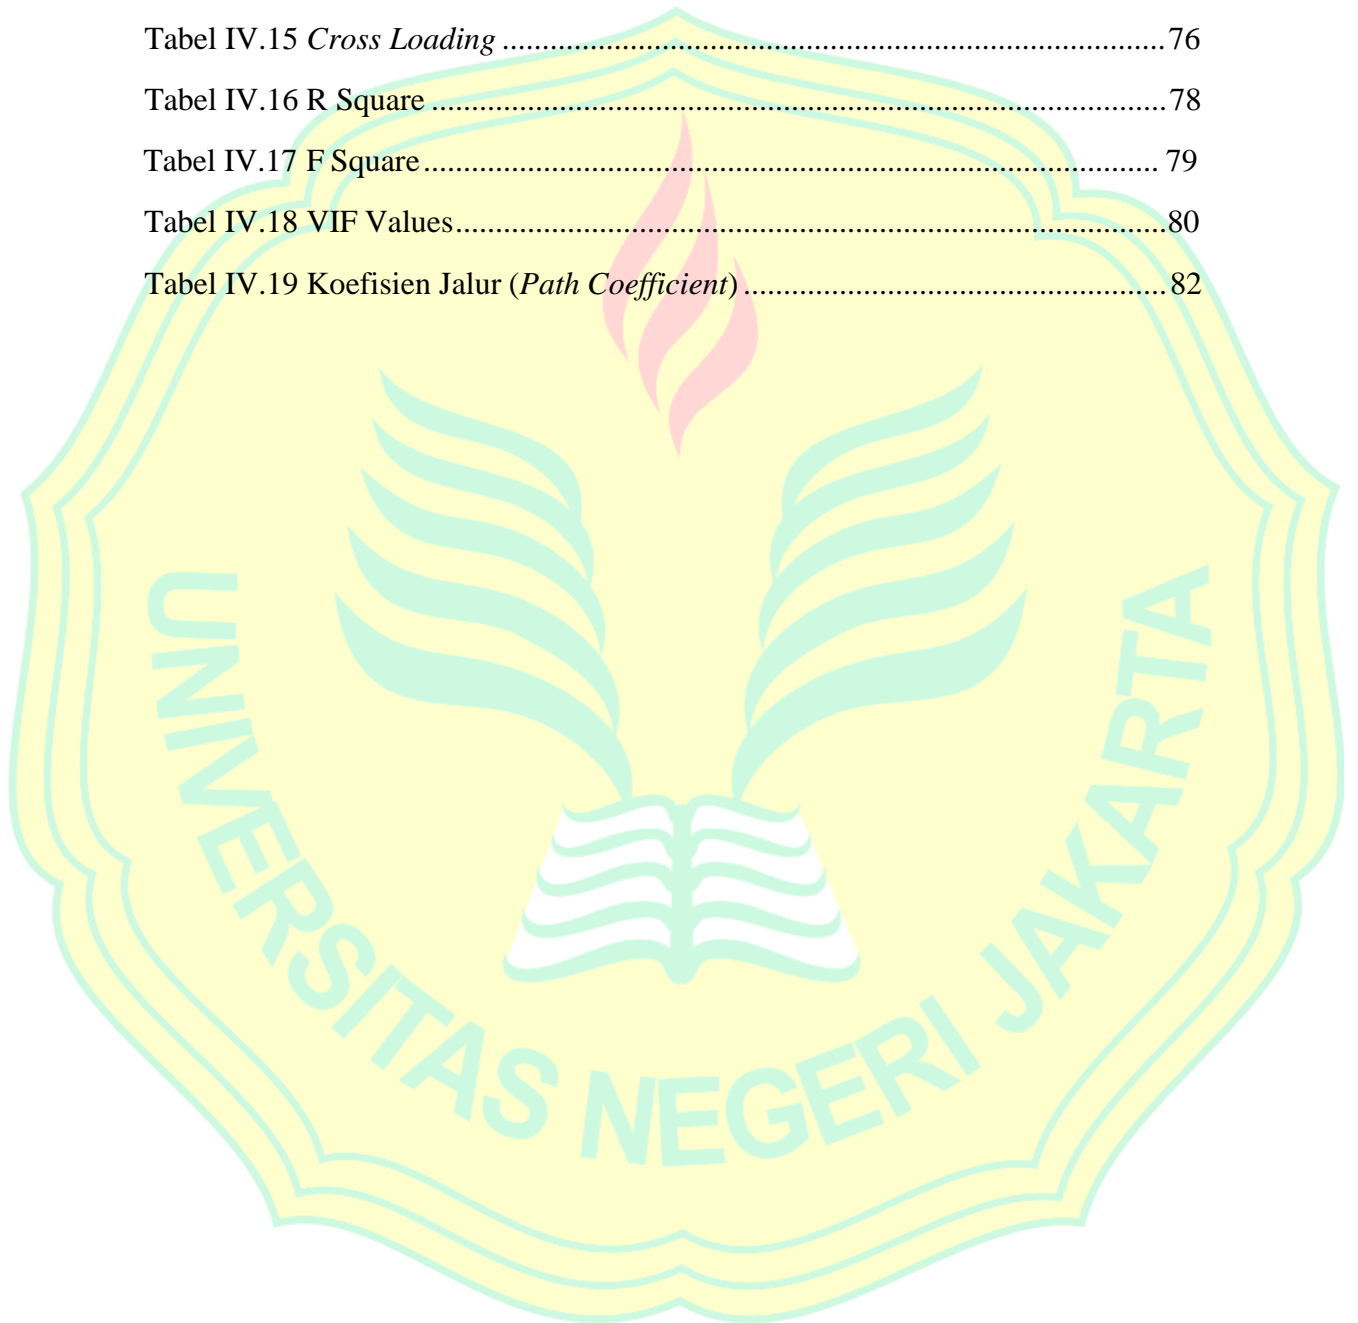 Tabel IV.15 Cross Loading ........................................................................................ 76
Tabel IV.16 R Square ................................................................................................. 78
Tabel IV.17 F Square ................................................................................................. 79
Tabel IV.18 VIF Values .............................................................................................. 80
Tabel IV.19 Koefisien Jalur (Path Coefficient) ....................................................... 82
UNIVERSITAS NEGERI JAKARTA